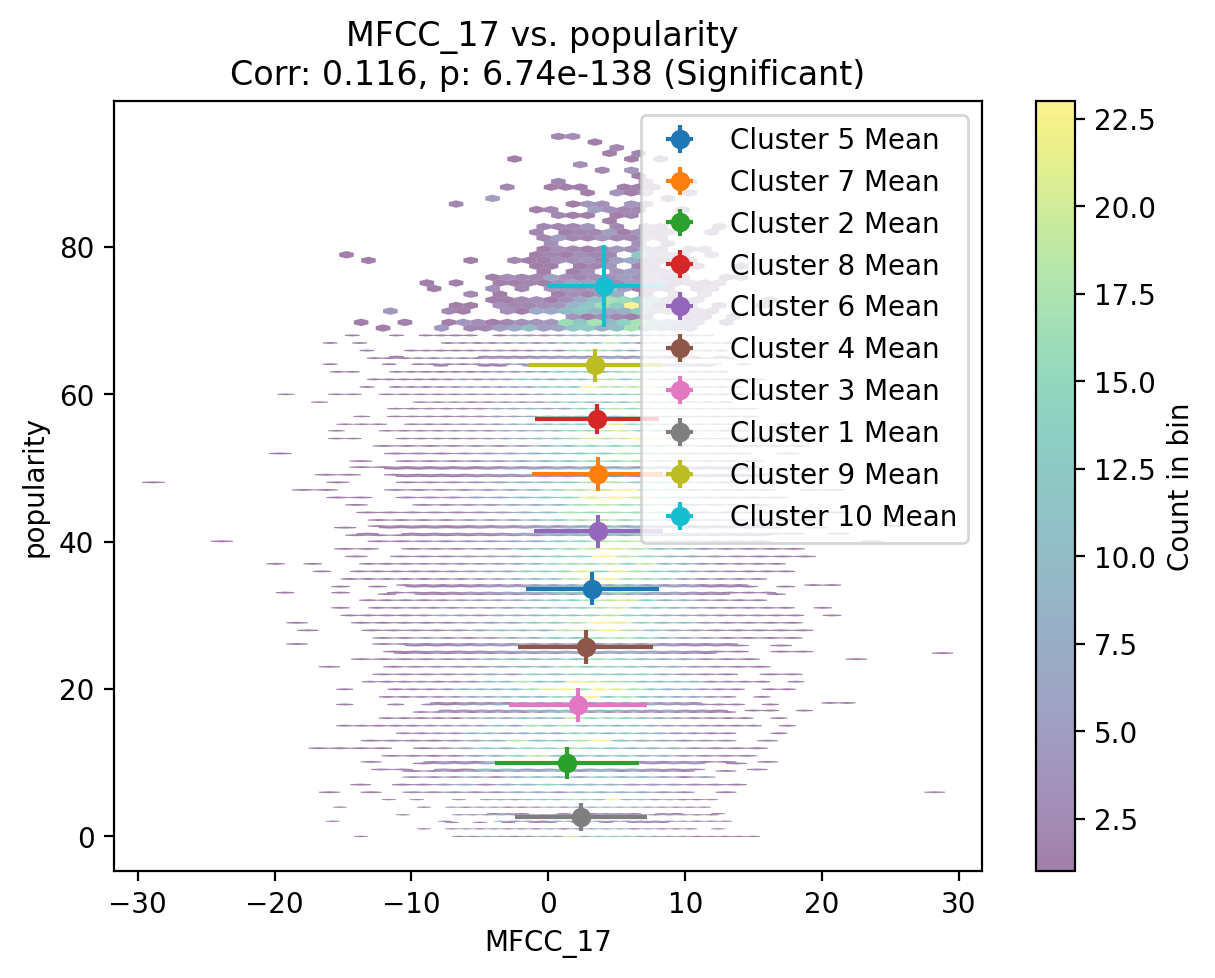 MFCC_17 vs. popularity
Corr: 0.116, p: 6.74e-138 (Significant)
Cluster 5 Mean
Cluster 7 Mean
Cluster 2 Mean
Cluster 8 Mean
Cluster 6 Mean
Cluster 4 Mean
Cluster 3 Mean
Cluster 1 Mean
Cluster 9 Mean
Cluster 10 Mean
popularity
80
60
40
20
0
−30
−20
−10
0
10
20
30
MFCC_17
22.5
20.0
17.5
15.0
12.5
10.0
7.5
5.0
2.5
Count in bin